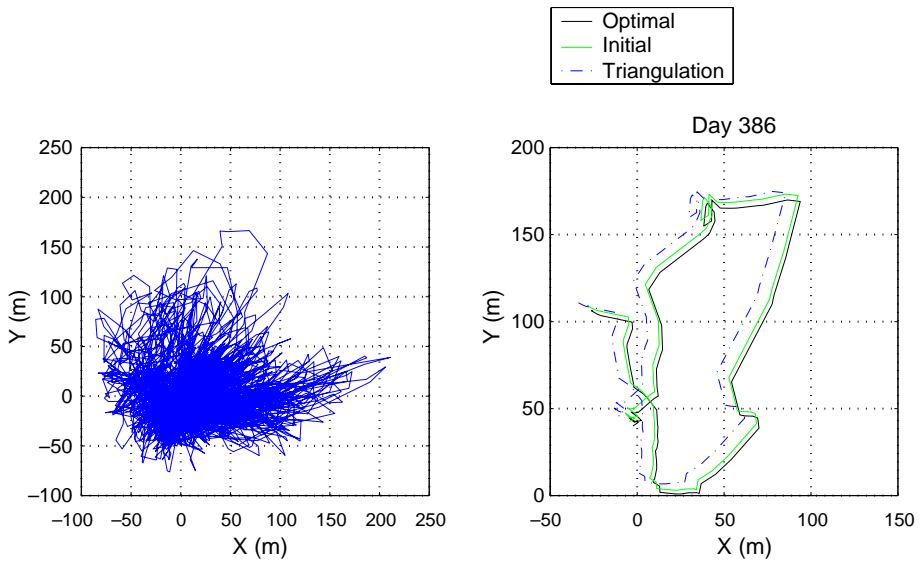 Optimal
Initial
Triangulation
250
200
150
100
50
0
−50
−100
−100 −50 0 50 100 150 200 250
X (m)
Y (m)
Day 386
200
150
100
50
0
−50 0 50 100 150
X (m)
Y (m)